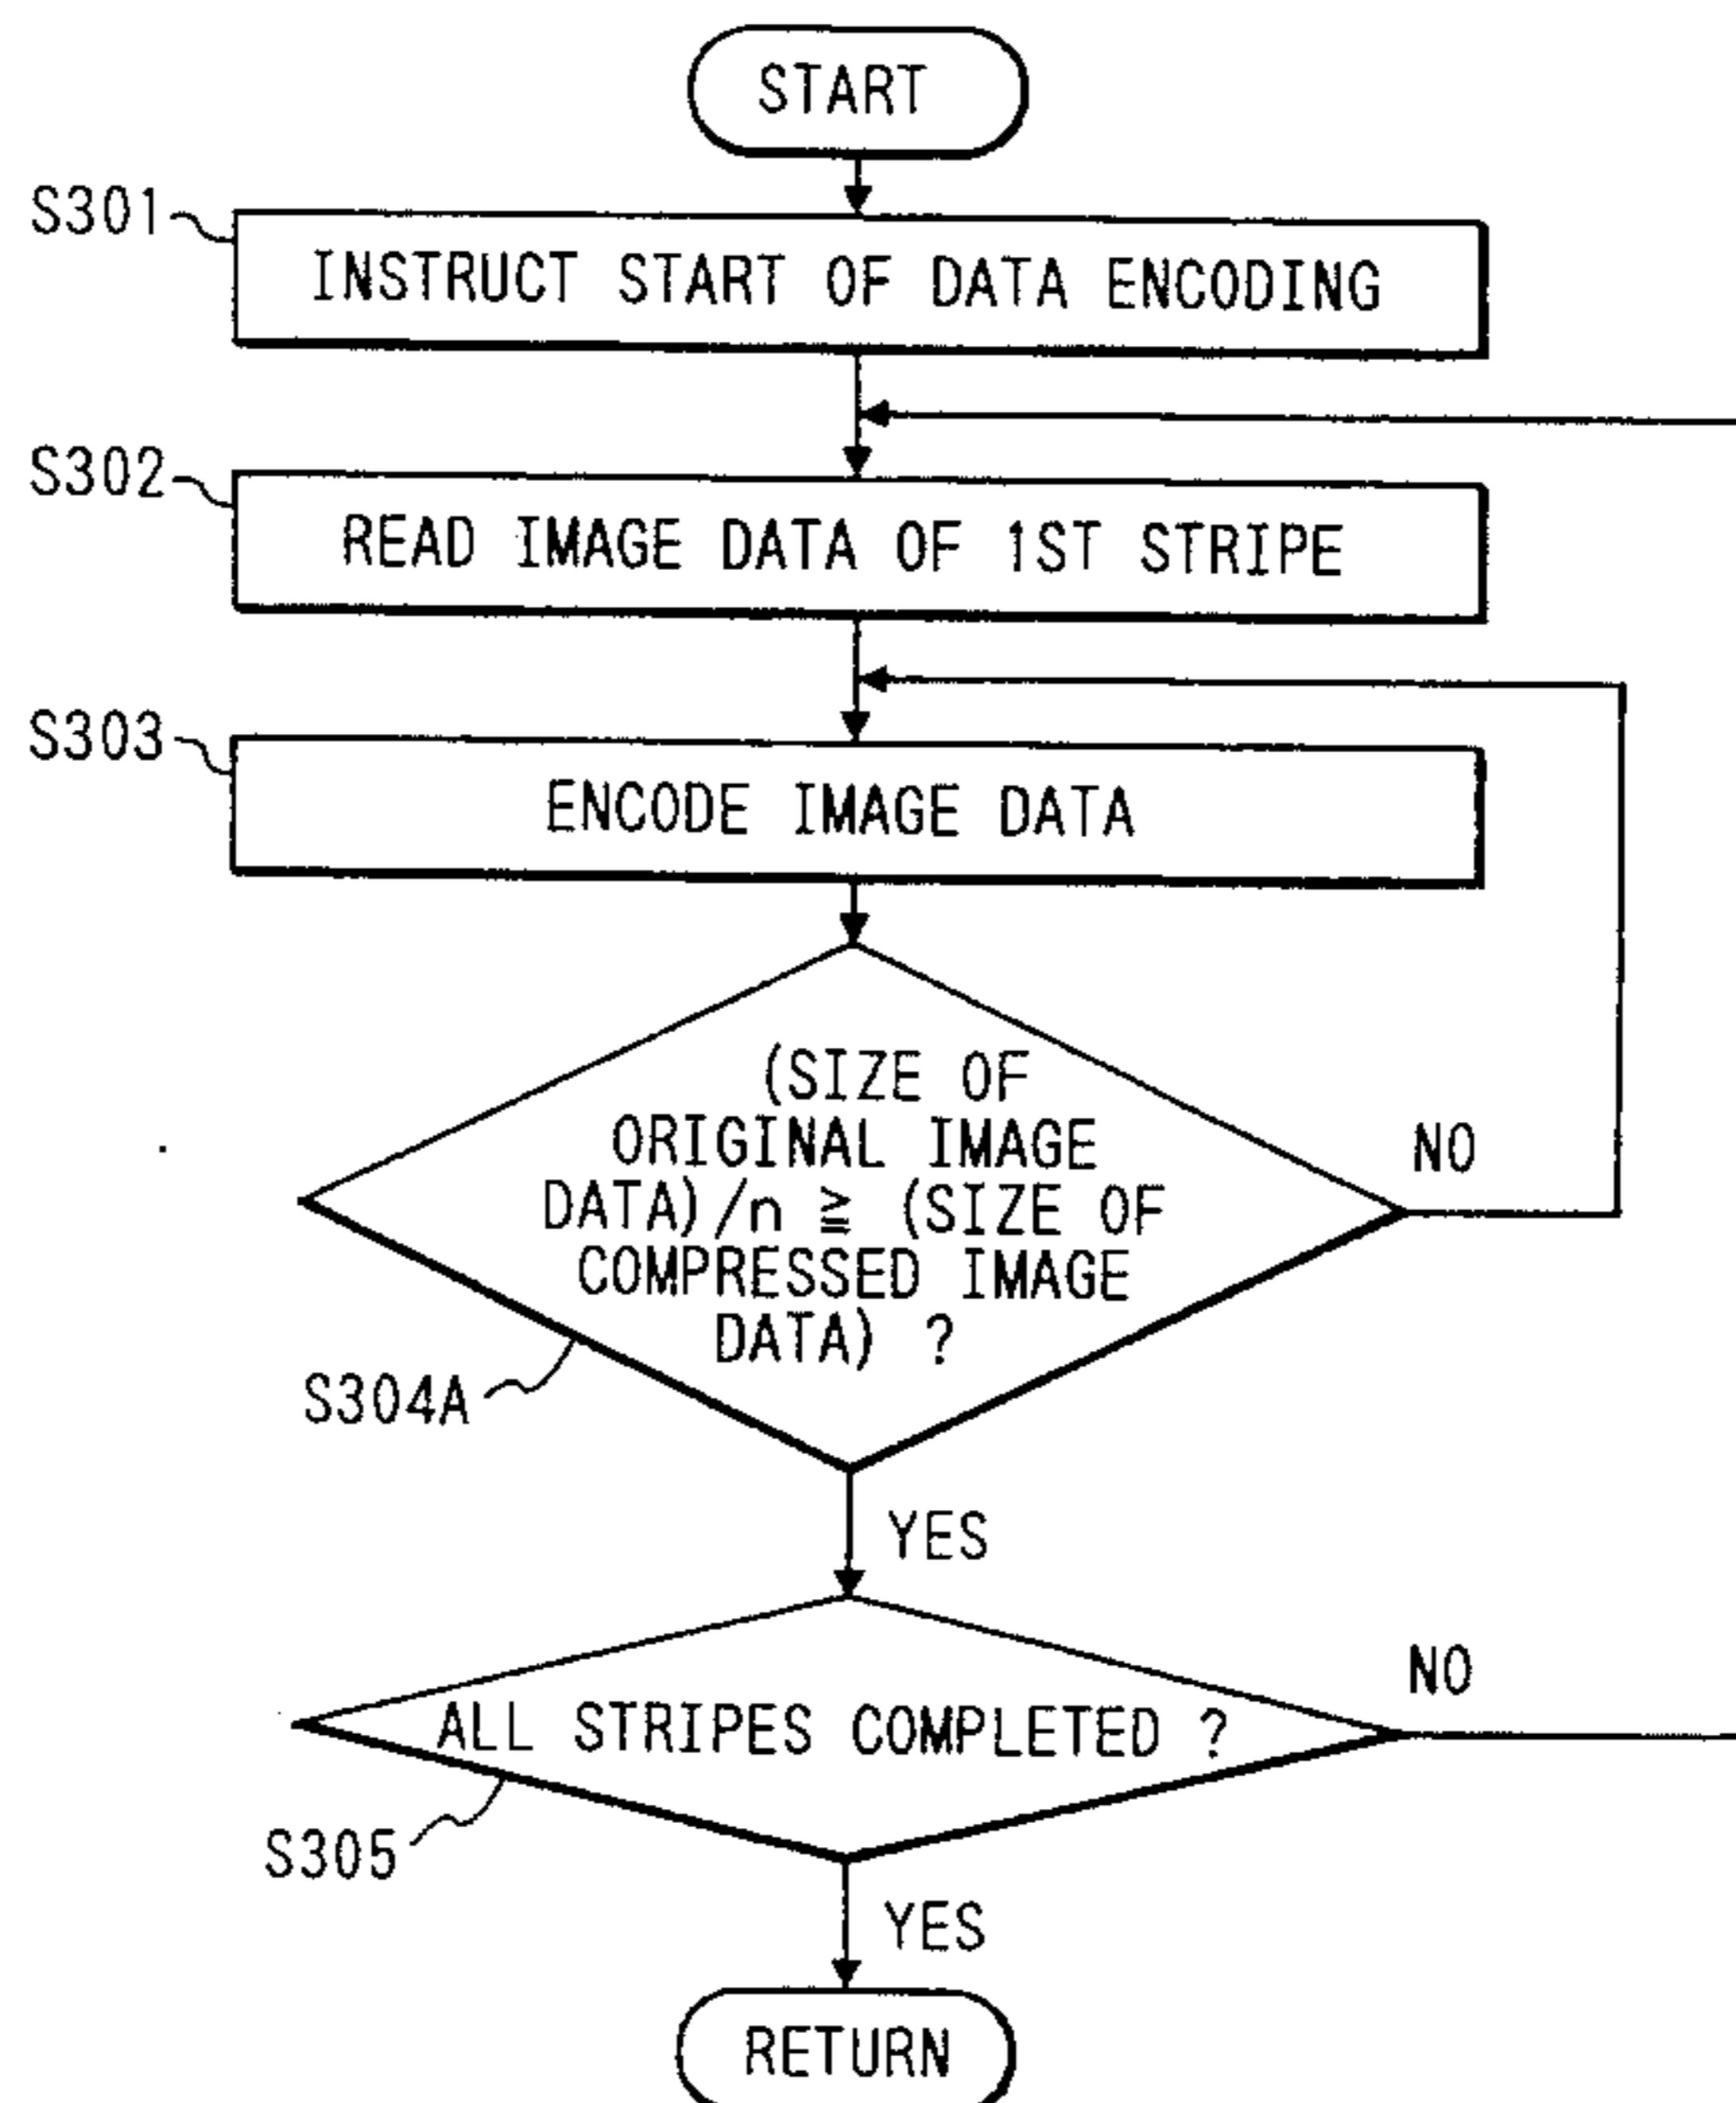 START
S301
INSTRUCT START OF DATA ENCODING
S302
READ IMAGE DATA OF 1ST STRIPE
S303
ENCODE IMAGE DATA
(SIZE OF
ORIGINAL IMAGE
DATA)/n ≧ (SIZE OF
COMPRESSED IMAGE
DATA) ?
NO
S304A
YES
ALL STRIPES COMPLETED ?
NO
S305
YES
RETURN